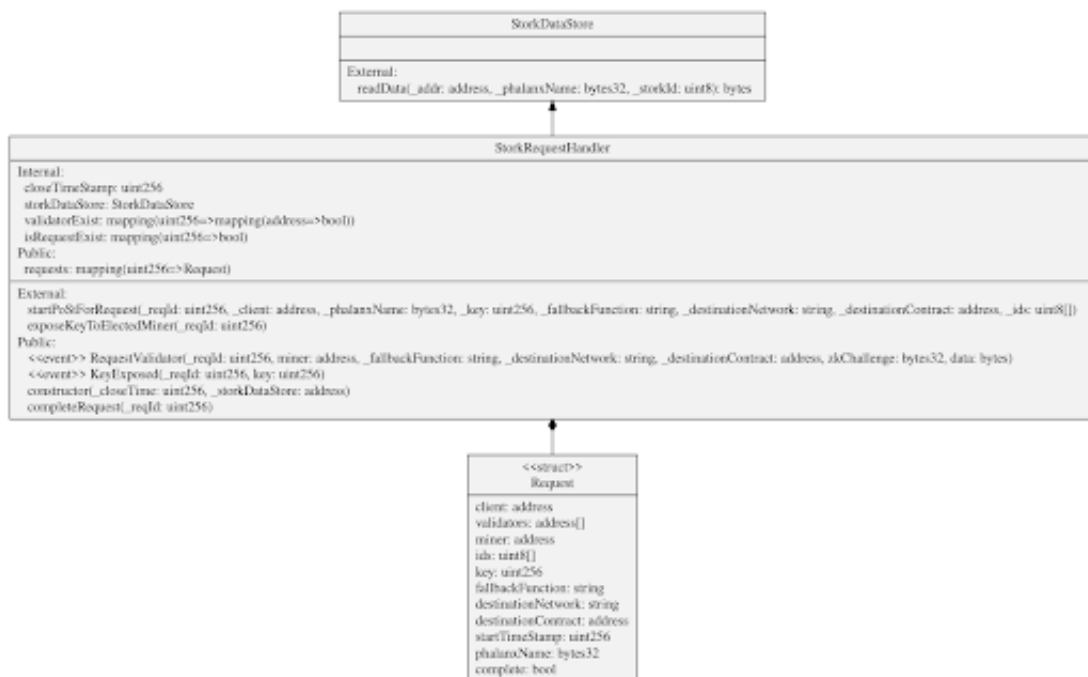 StorkDataStore
External:
readData(_addr: address, _phalanxName: bytes32, _storkId: uint8): bytes
StorkRequestHandler
Internal:
closeTimeStamp: uint256
storkDataStore: StorkDataStore
validatorExist: mapping(uint256=>mapping(address=>bool))
isRequestExist: mapping(uint256=>bool)
Public:
requests: mapping(uint256=>Request)
External:
startPoStForRequest(_reqId: uint256, _client: address, _phalanxName: bytes32, _key: uint256, _fallbackFunction: string, _destinationNetwork: string, _destinationContract: address, _ids: uint8[])
exposeKeyToElectedMiner(_reqId: uint256)
Public:
<<event>> RequestValidator(_reqId: uint256, miner: address, _fallbackFunction: string, _destinationNetwork: string, _destinationContract: address, zkChallenge: bytes32, data: bytes)
<<event>> KeyExposed(_reqId: uint256, key: uint256)
constructor(_closeTime: uint256, _storkDataStore: address)
completeRequest(_reqId: uint256)
<<struct>>
Request
client: address
validators: address[]
miner: address
ids: uint8[]
key: uint256
fallbackFunction: string
destinationNetwork: string
destinationContract: address
startTimeStamp: uint256
phalanxName: bytes32
complete: bool